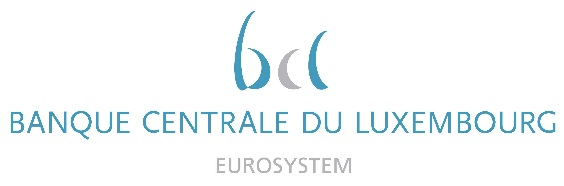 bcl
BANQUE CENTRALE DU LUXEMBOURG
EUROSYSTEM